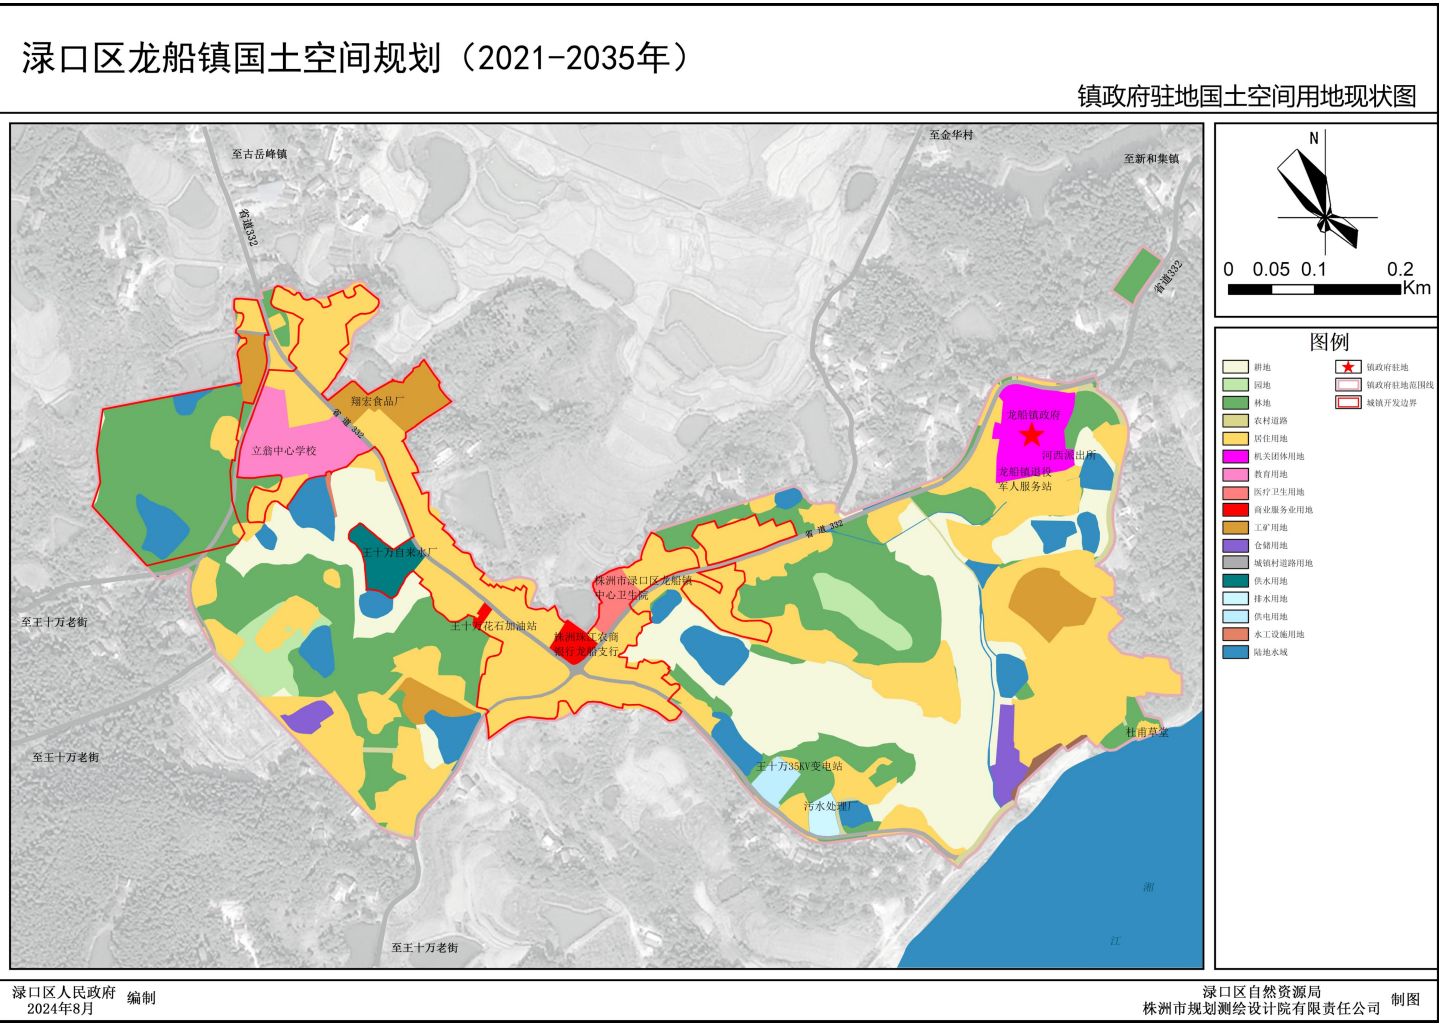 渌口区龙船镇国土空间规划（2021-2035年）
镇政府驻地国土空间用地现状图
至古岳峰镇
至金华村
至新和集镇
省道332
省道332
翔宏食品厂
省道 332
立翁中心学校
龙船镇政府
河西派出所
龙船镇退役
军人服务站
省道 332
王十万自来水厂
株洲市渌口区龙船镇
中心卫生院
至王十万老街
王十万花石加油站
株洲珠江农商
银行龙船支行
至王十万老街
杜甫草堂
王十万35KV变电站
污水处理厂
湘
江
至王十万老街
N
0 0.05 0.1 0.2
Km
图例
耕地
园地
林地
农村道路
居住用地
机关团体用地
教育用地
医疗卫生用地
商业服务业用地
工矿用地
仓储用地
城镇村道路用地
供水用地
排水用地
供电用地
水工设施用地
陆地水域
镇政府驻地
镇政府驻地范围线
城镇开发边界
渌口区人民政府
2024年8月
编制
渌口区自然资源局
株洲市规划测绘设计院有限责任公司
制图